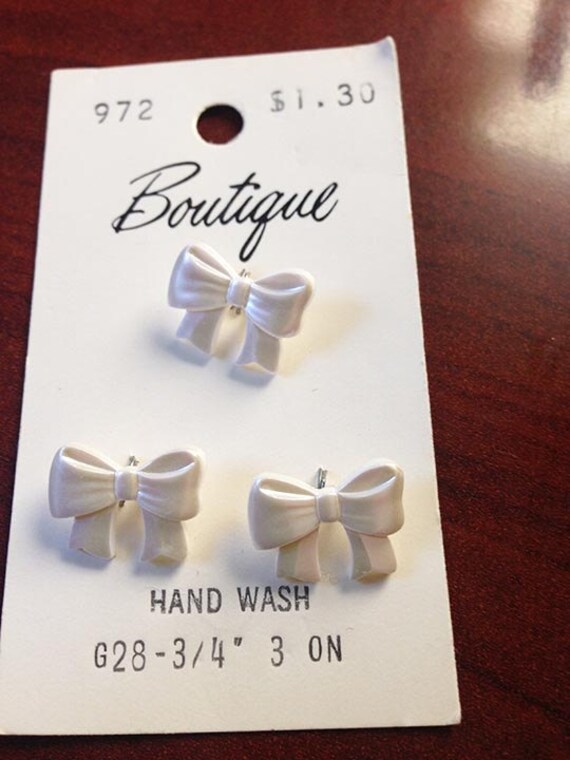 972 $1.30
Boutique
HAND WASH
G28-3/4" 3 ON